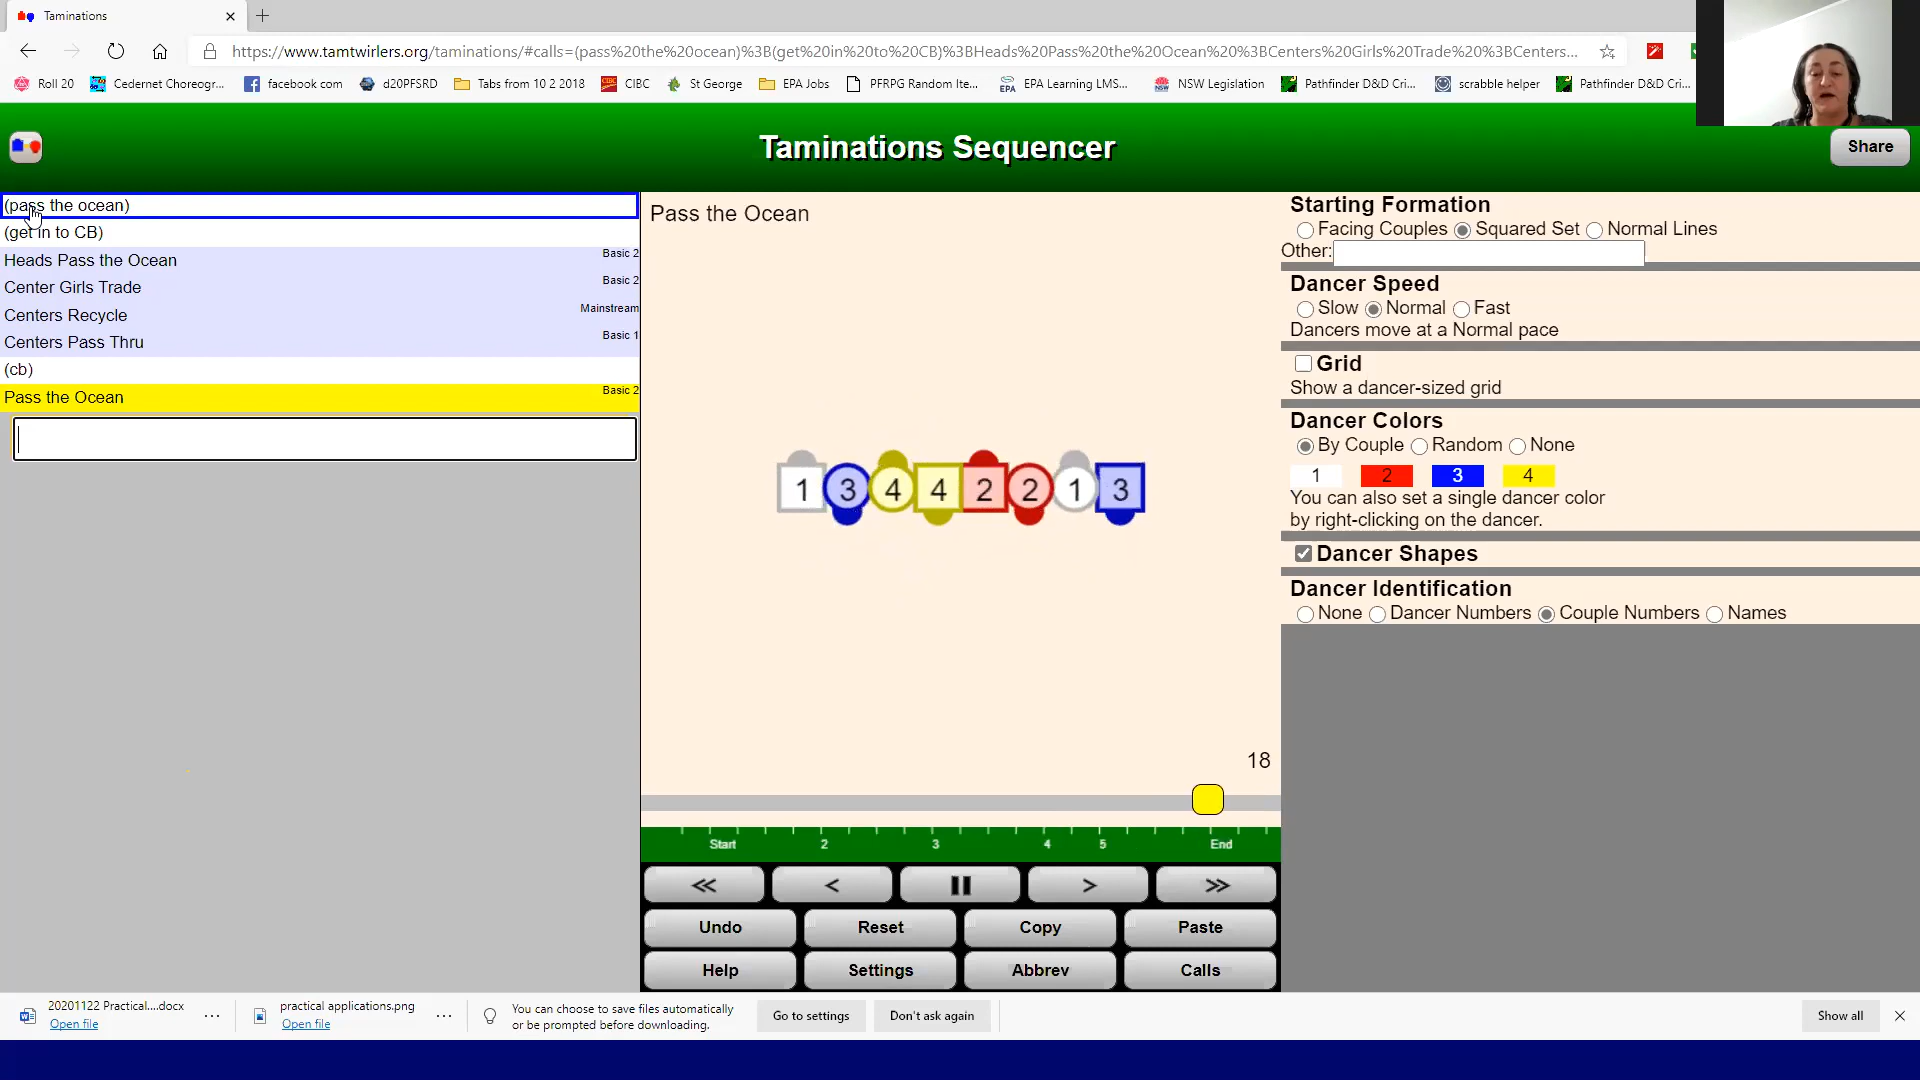 Taminations
https://www.tamtwirlers.org/taminations/#calls=(pass%20the%20ocean)%3B(get%20in%20to%20CB)%3BHeads%20Pass%20the%20Ocean%20%3BCenters%20Girls%20Trade%20%3BCenters...
Roll 20
Cedernet Choreogr...
facebook com
d20PFSRD
Tabs from 10 2 2018
CIBC
St George
EPA Jobs
PFRPG Random Ite...
EPA Learning LMS...
NSW Legislation
Pathfinder D&D Cri...
scrabble helper
Pathfinder D&D Cri...
Taminations Sequencer
Share
(pass the ocean)
(get in to CB)
Heads Pass the Ocean Basic 2
Center Girls Trade Basic 2
Centers Recycle Mainstream
Centers Pass Thru Basic 1
(cb)
Pass the Ocean Basic 2
Pass the Ocean
1 3 4 4 2 2 1 3
18
Start 2 3 4 5 End
<< < > >>
Undo Reset Copy Paste
Help Settings Abbrev Calls
Starting Formation
Facing Couples Squared Set Normal Lines
Other:
Dancer Speed
Slow Normal Fast
Dancers move at a Normal pace
Grid
Show a dancer-sized grid
Dancer Colors
By Couple Random None
1 2 3 4
You can also set a single dancer color
by right-clicking on the dancer.
Dancer Shapes
Dancer Identification
None Dancer Numbers Couple Numbers Names
20201122 Practical....docx
Open file
practical applications.png
Open file
You can choose to save files automatically
or be prompted before downloading.
Go to settings
Don't ask again
Show all